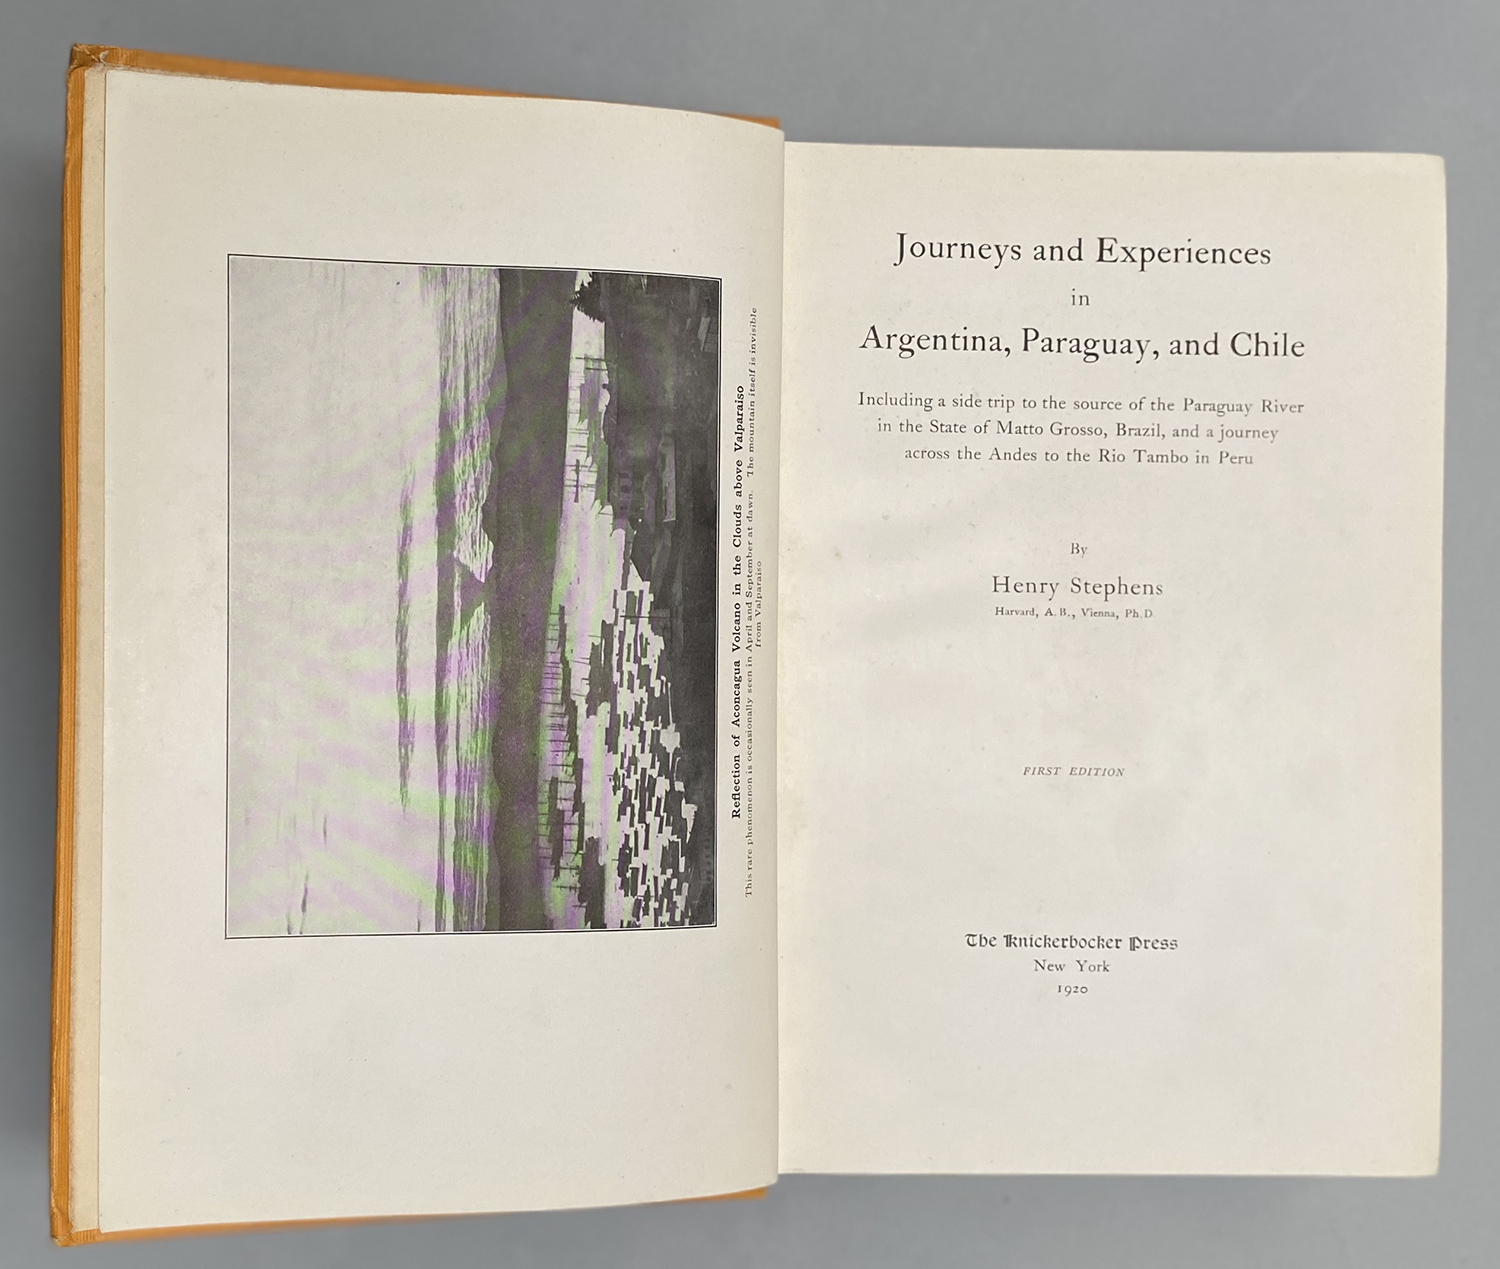 Reflection of Aconcagua Volcano in the Clouds above Valparaiso
This rare phenomenon is occasionally seen in April and September at dawn. The mountain itself is invisible
from Valparaiso
Journeys and Experiences
in
Argentina, Paraguay, and Chile
Including a side trip to the source of the Paraguay River
in the State of Matto Grosso, Brazil, and a journey
across the Andes to the Rio Tambo in Peru
By
Henry Stephens
Harvard, A.B., Vienna, Ph.D.
FIRST EDITION
The Knickerbocker Press
New York
1920